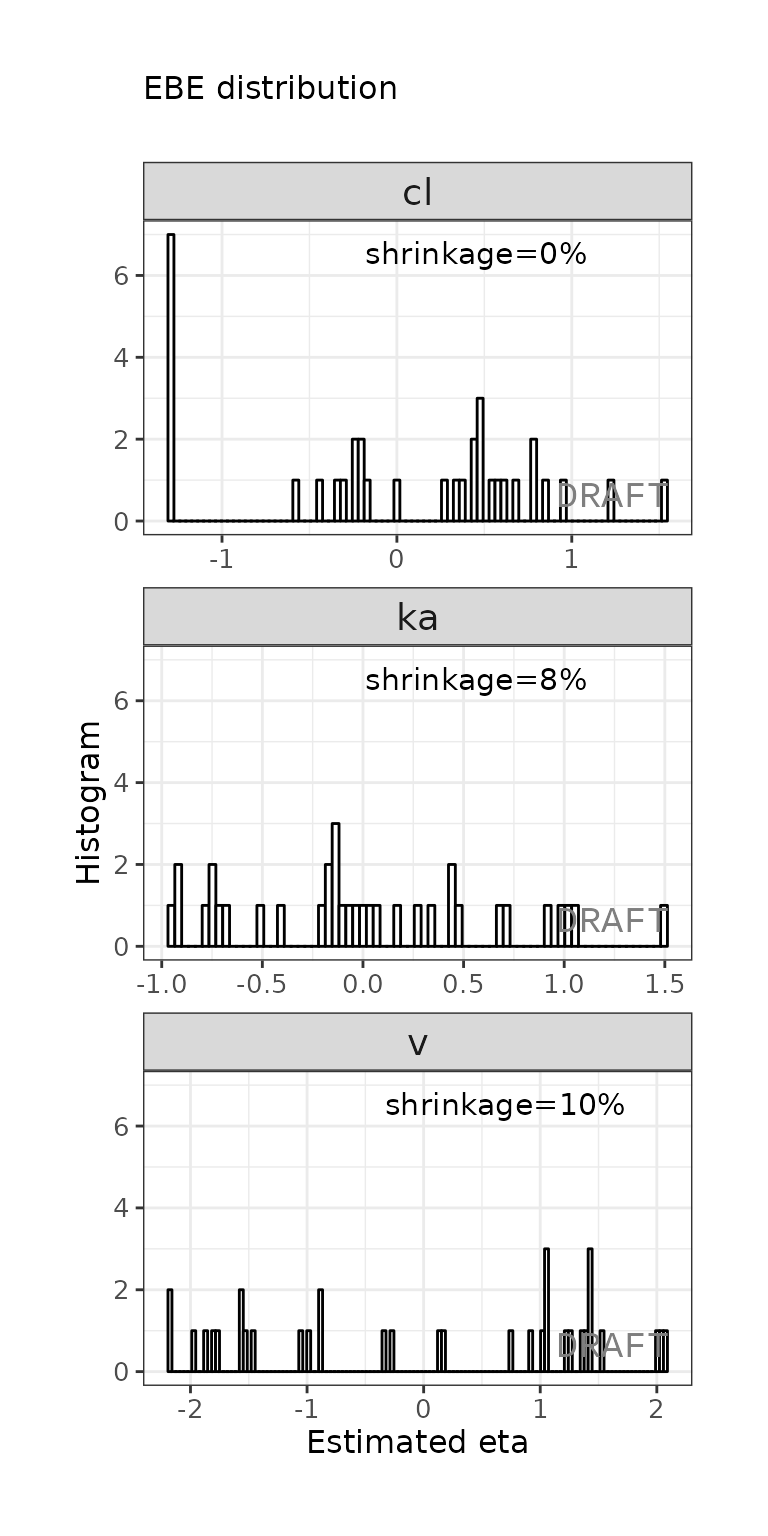 EBE distribution
cl
shrinkage=0%
6
4
2
0
DRAFT
-1 0 1
ka
shrinkage=8%
6
4
2
0
DRAFT
-1.0 -0.5 0.0 0.5 1.0 1.5
Histogram
v
shrinkage=10%
6
4
2
0
DRAFT
-2 -1 0 1 2
Estimated eta